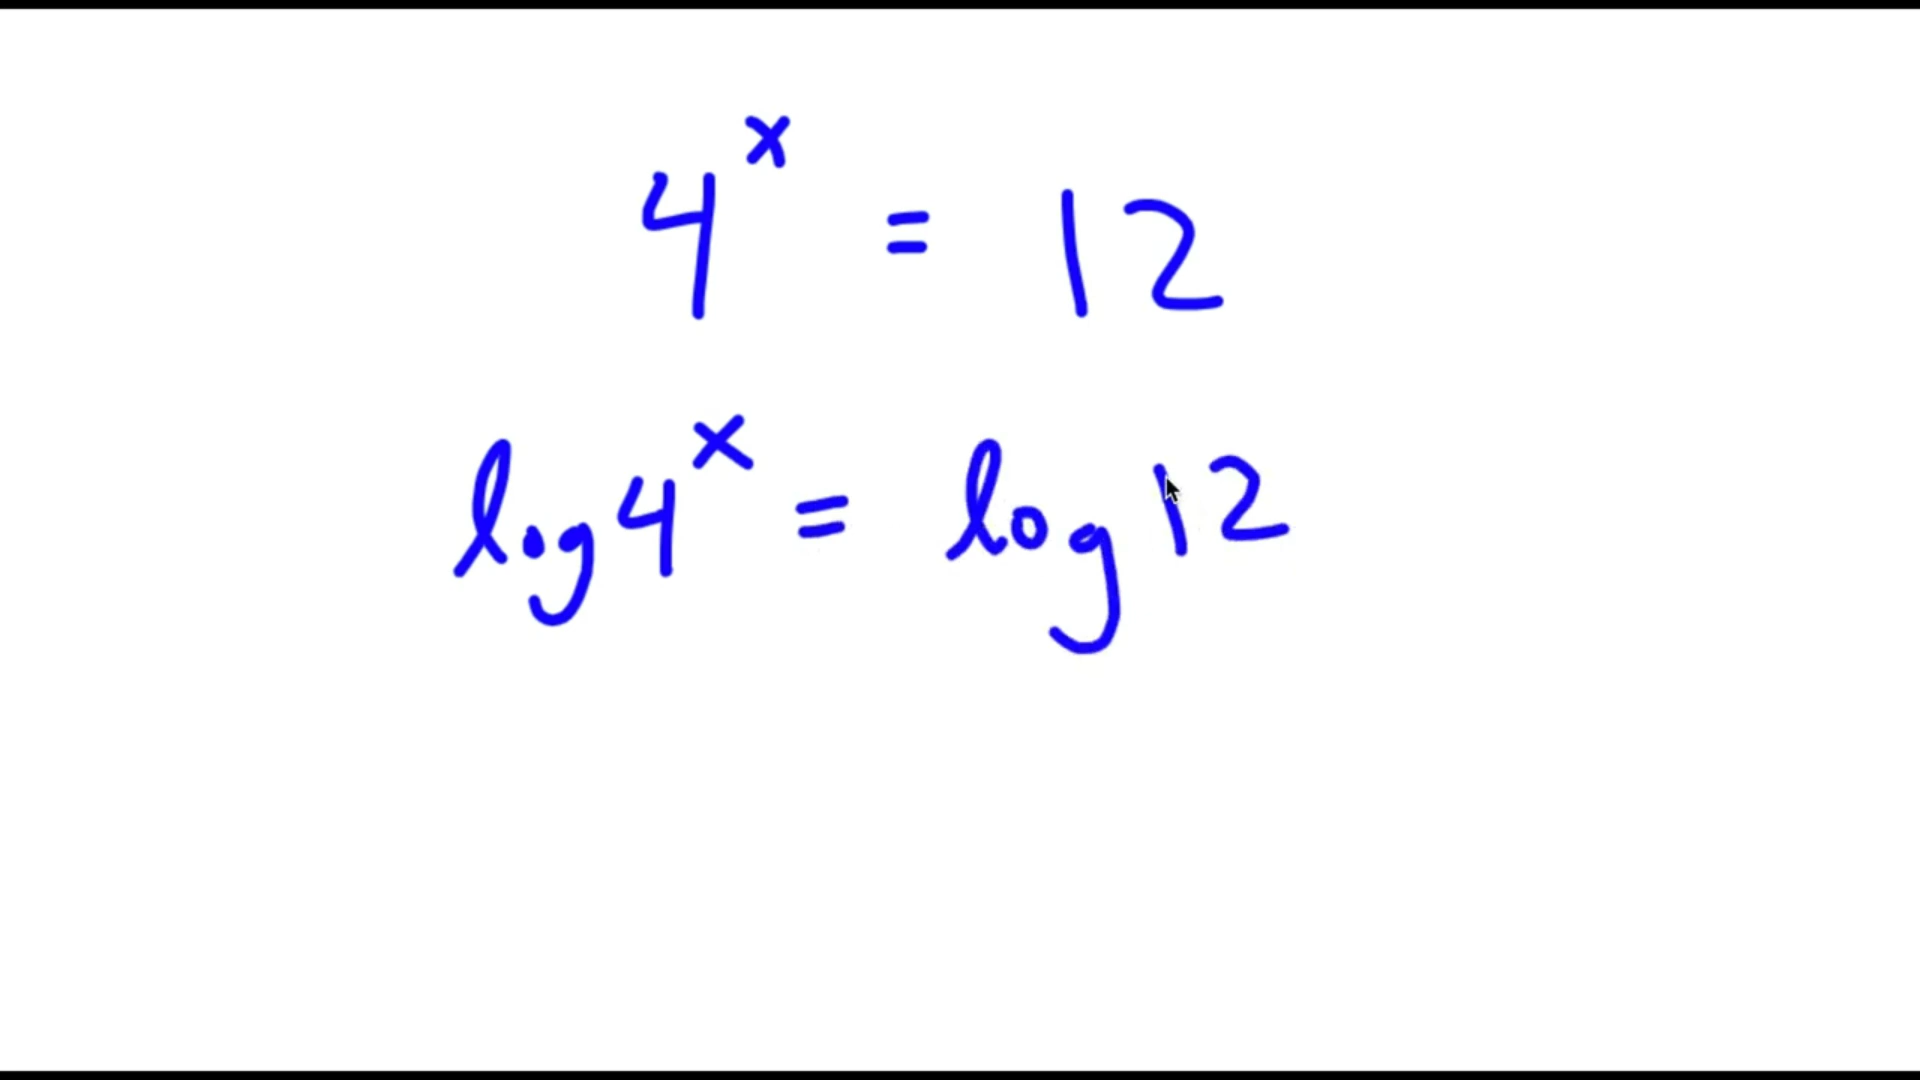 4^x = 12
log 4^x = log 12